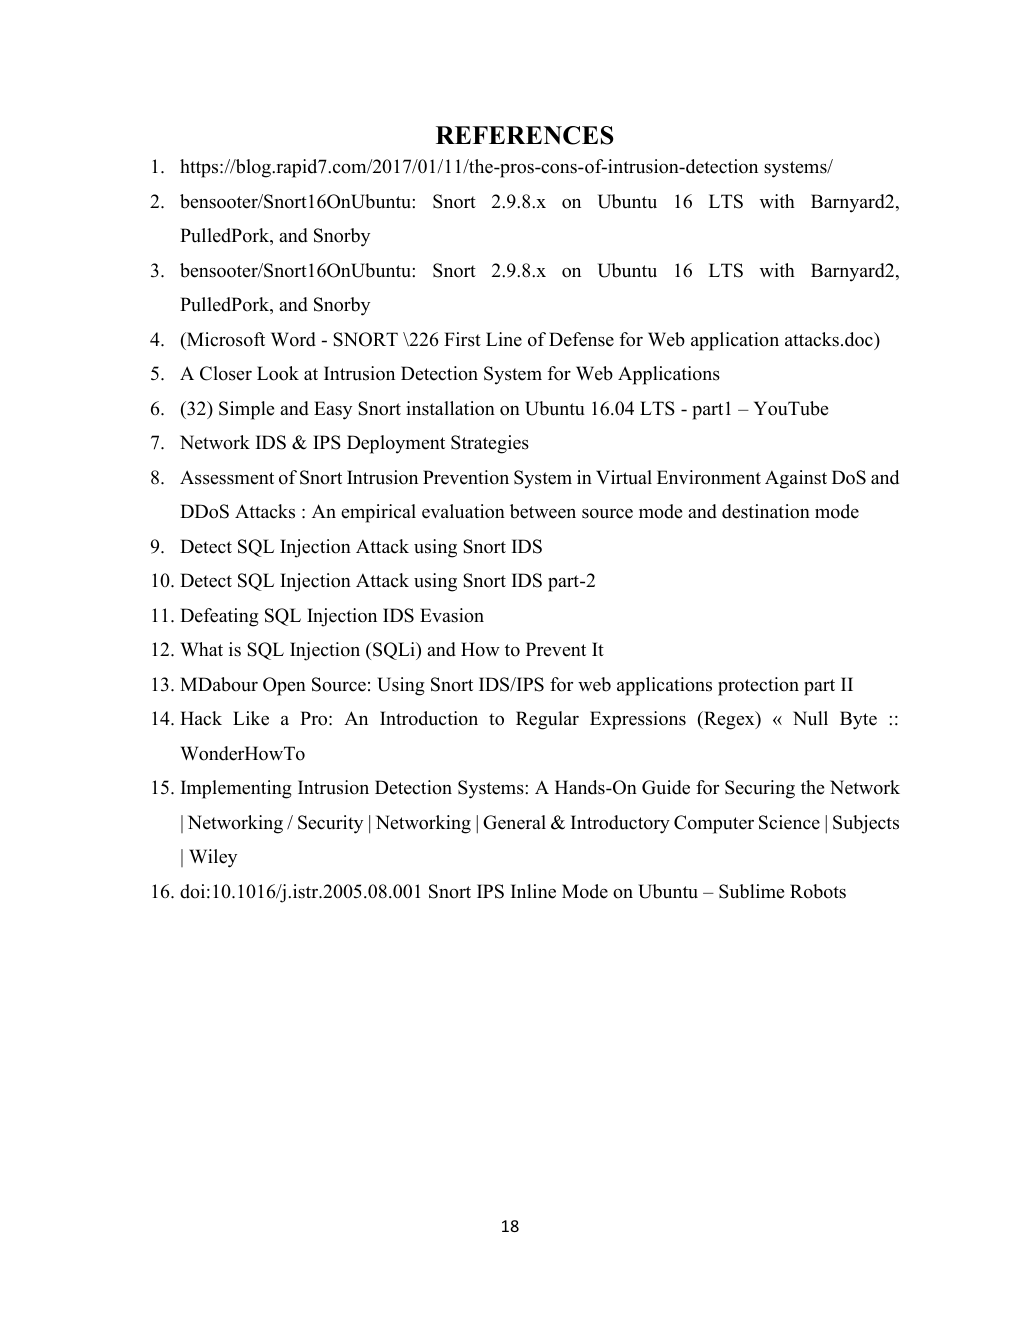 REFERENCES
1. https://blog.rapid7.com/2017/01/11/the-pros-cons-of-intrusion-detection systems/
2. bensooter/Snort16OnUbuntu: Snort 2.9.8.x on Ubuntu 16 LTS with Barnyard2,
PulledPork, and Snorby
3. bensooter/Snort16OnUbuntu: Snort 2.9.8.x on Ubuntu 16 LTS with Barnyard2,
PulledPork, and Snorby
4. (Microsoft Word - SNORT \226 First Line of Defense for Web application attacks.doc)
5. A Closer Look at Intrusion Detection System for Web Applications
6. (32) Simple and Easy Snort installation on Ubuntu 16.04 LTS - part1 – YouTube
7. Network IDS & IPS Deployment Strategies
8. Assessment of Snort Intrusion Prevention System in Virtual Environment Against DoS and
DDoS Attacks : An empirical evaluation between source mode and destination mode
9. Detect SQL Injection Attack using Snort IDS
10. Detect SQL Injection Attack using Snort IDS part-2
11. Defeating SQL Injection IDS Evasion
12. What is SQL Injection (SQLi) and How to Prevent It
13. MDabour Open Source: Using Snort IDS/IPS for web applications protection part II
14. Hack Like a Pro: An Introduction to Regular Expressions (Regex) « Null Byte ::
WonderHowTo
15. Implementing Intrusion Detection Systems: A Hands-On Guide for Securing the Network
| Networking / Security | Networking | General & Introductory Computer Science | Subjects
| Wiley
16. doi:10.1016/j.istr.2005.08.001 Snort IPS Inline Mode on Ubuntu – Sublime Robots
18